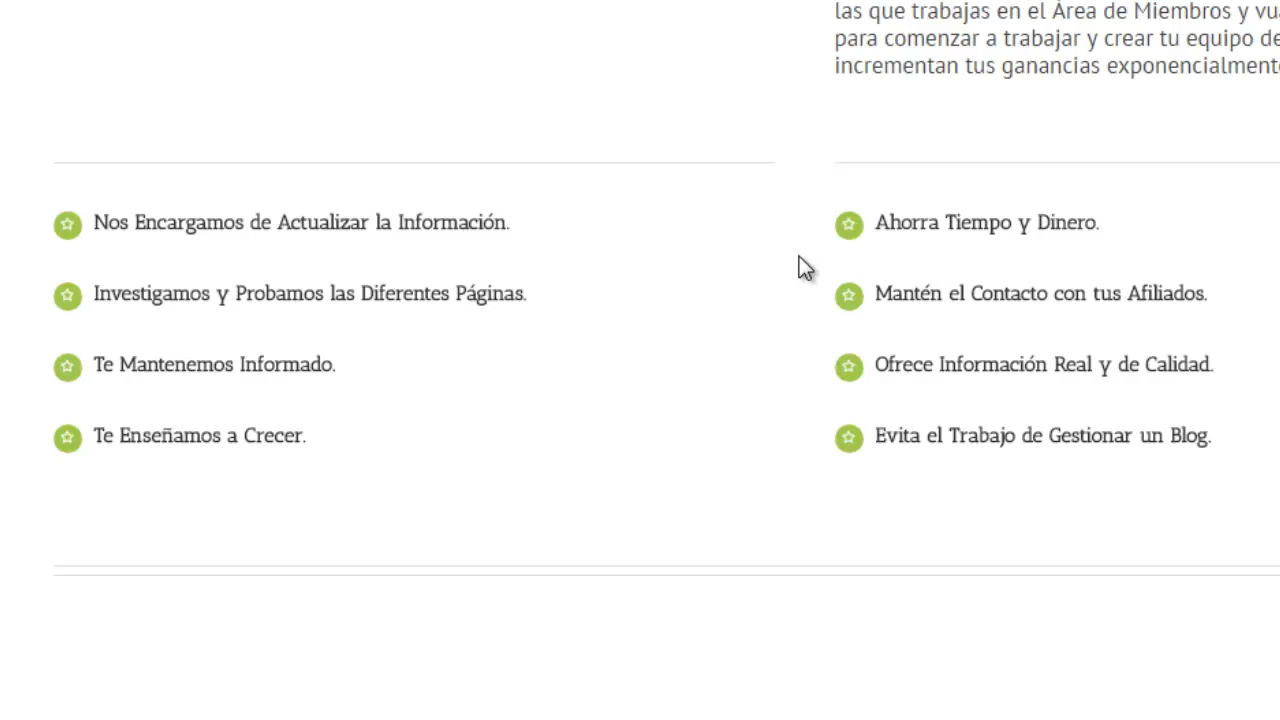 las que trabajas en el Área de Miembros y
para comenzar a trabajar y crear tu equipo
incrementan tus ganancias
Nos Encargamos de Actualizar la Información.
Investigamos y Probamos las Diferentes Páginas.
Te Mantenemos Informado.
Te Enseñamos a Crecer.
Ahorra Tiempo y Dinero.
Mantén el Contacto con tus Afiliados.
Ofrece Información Real y de Calidad.
Evita el Trabajo de Gestionar un Blog.